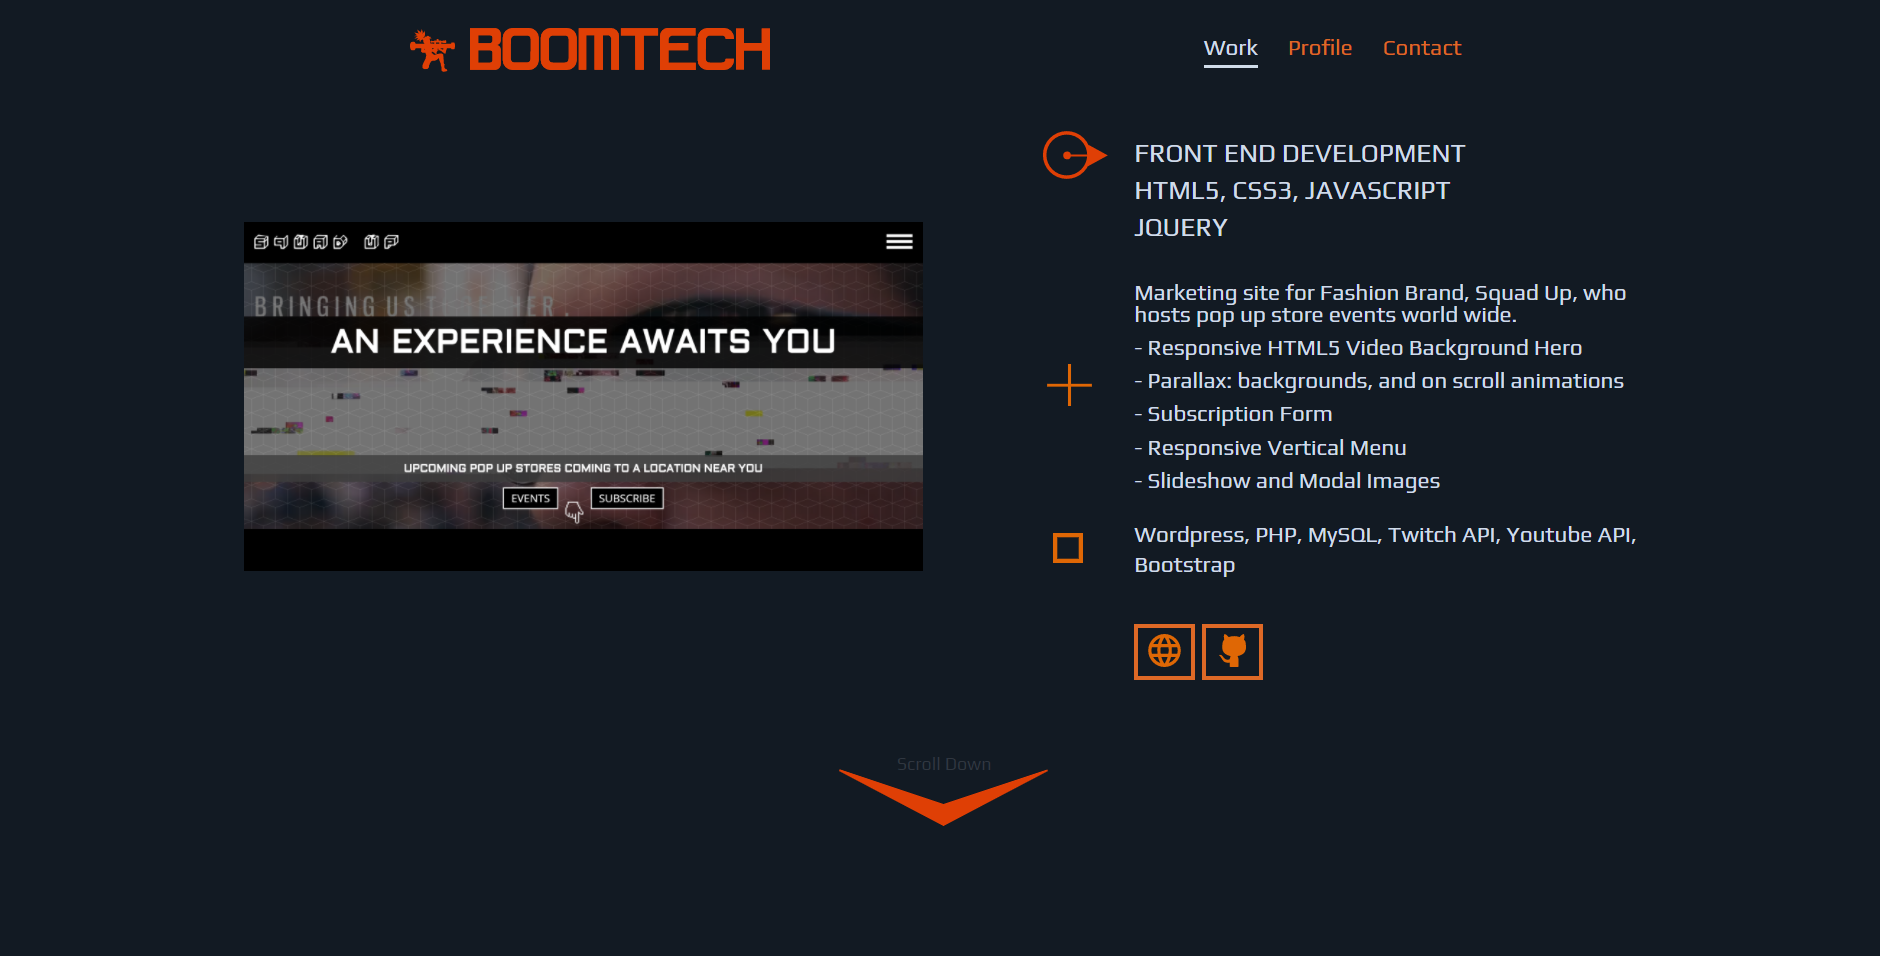 BOOMTECH
Work Profile Contact
FRONT END DEVELOPMENT
HTML5, CSS3, JAVASCRIPT
JQUERY
SQUAD UP
BRINGING US
AN EXPERIENCE AWAITS YOU
UPCOMING POP UP STORES COMING TO A LOCATION NEAR YOU
EVENTS SUBSCRIBE
Marketing site for Fashion Brand, Squad Up, who
hosts pop up store events world wide.
- Responsive HTML5 Video Background Hero
- Parallax: backgrounds, and on scroll animations
- Subscription Form
- Responsive Vertical Menu
- Slideshow and Modal Images
Wordpress, PHP, MySQL, Twitch API, Youtube API,
Bootstrap
Scroll Down